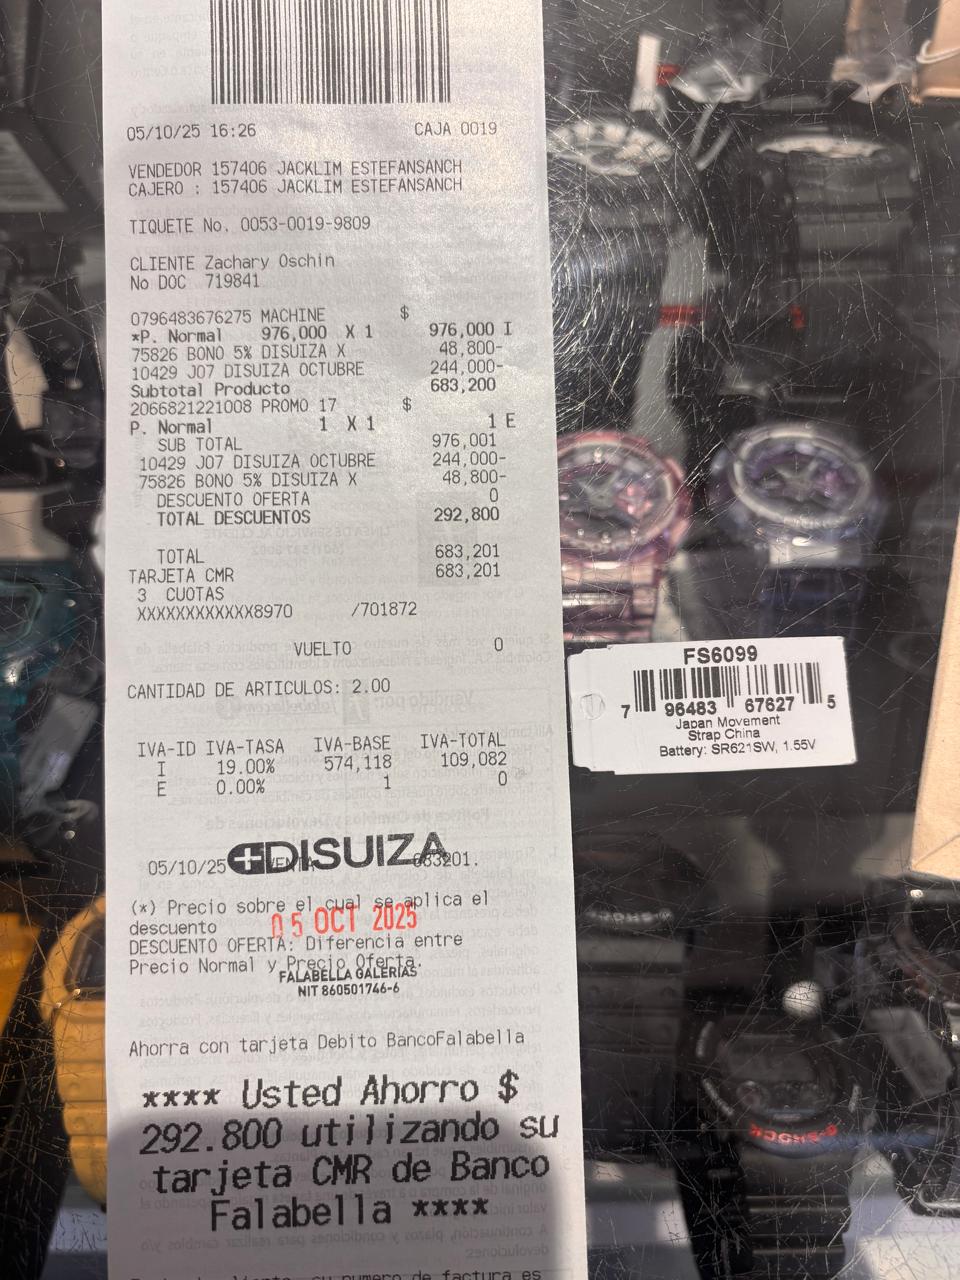 05/10/25 16:26 CAJA 0019
VENDEDOR 157406 JACKLIM ESTEFANSANCH
CAJERO : 157406 JACKLIM ESTEFANSANCH
TIQUETE No. 0053-0019-9809
CLIENTE Zachary Oschin
No DOC 719841
0796483676275 MACHINE $
*P. Normal 976,000 X 1 976,000 I
75826 BONO 5% DISUIZA X 48,800-
10429 J07 DISUIZA OCTUBRE 244,000-
Subtotal Producto 683,200
2066821221008 PROMO 17 $
P. Normal 1 X 1 1 E
SUB TOTAL 976,001
10429 J07 DISUIZA OCTUBRE 244,000-
75826 BONO 5% DISUIZA X 48,800-
DESCUENTO OFERTA 0
TOTAL DESCUENTOS 292,800
TOTAL 683,201
TARJETA CMR 683,201
3 CUOTAS
XXXXXXXXXXXX8970 /701872
VUELTO 0
CANTIDAD DE ARTICULOS: 2.00
IVA-ID IVA-TASA IVA-BASE IVA-TOTAL
I 19.00% 574,118 109,082
E 0.00% 1 0
DISUIZA
05/10/25 VENTA 683201.
(*) Precio sobre el cual se aplica el
descuento
05 OCT 2025
DESCUENTO OFERTA: Diferencia entre
Precio Normal y Precio Oferta.
FALABELLA GALERIAS
NIT 860501746-6
Ahorra con tarjeta Debito BancoFalabella
**** Usted Ahorro $
292.800 utilizando su
tarjeta CMR de Banco
Falabella ****
su numero de factura es
FS6099
7 96483 67627 5
Japan Movement
Strap China
Battery: SR621SW, 1.55V
G-SHOCK